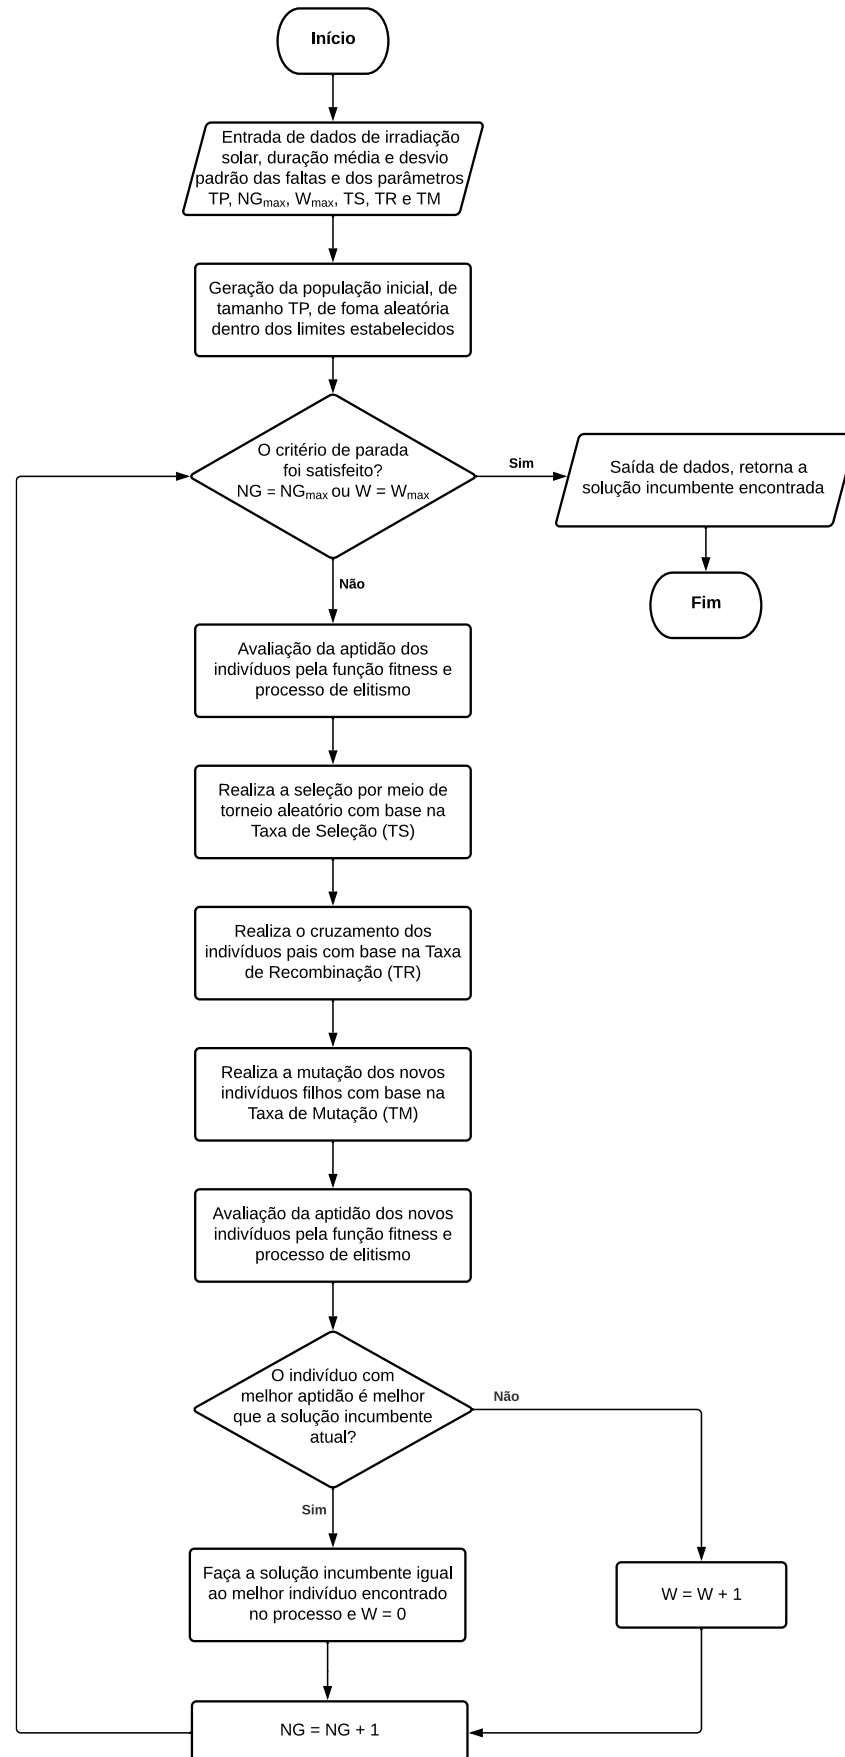 Início
Entrada de dados de irradiação
solar, duração média e desvio
padrão das faltas e dos parâmetros
TP, NGmax, Wmax, TS, TR e TM
Geração da população inicial, de
tamanho TP, de foma aleatória
dentro dos limites estabelecidos
O critério de parada
foi satisfeito?
NG = NGmax ou W = Wmax
Sim
Saída de dados, retorna a
solução incumbente encontrada
Fim
Não
Avaliação da aptidão dos
indivíduos pela função fitness e
processo de elitismo
Realiza a seleção por meio de
torneio aleatório com base na
Taxa de Seleção (TS)
Realiza o cruzamento dos
indivíduos pais com base na Taxa
de Recombinação (TR)
Realiza a mutação dos novos
indivíduos filhos com base na
Taxa de Mutação (TM)
Avaliação da aptidão dos novos
indivíduos pela função fitness e
processo de elitismo
O indivíduo com
melhor aptidão é melhor
que a solução incumbente
atual?
Não
Sim
Faça a solução incumbente igual
ao melhor indivíduo encontrado
no processo e W = 0
W = W + 1
NG = NG + 1